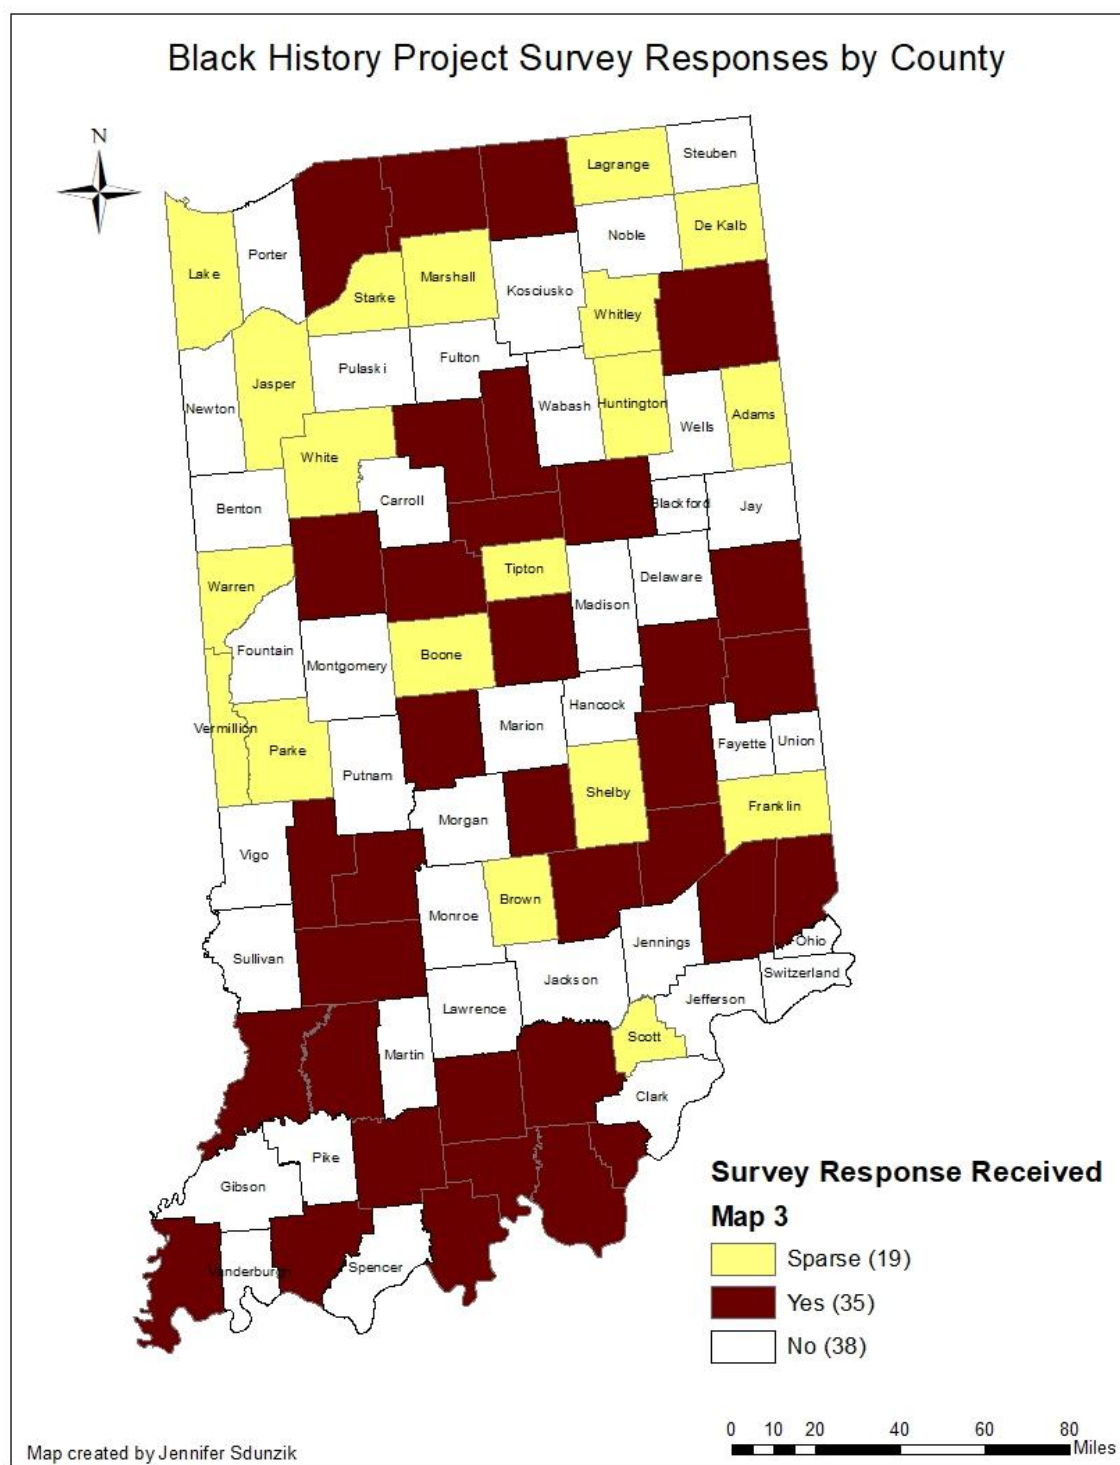 Black History Project Survey Responses by County
N
Steuben
Lagrange
De Kalb
Noble
Porter
Lake
Marshall
Kosciusko
Starke
Whitley
Fulton
Pulaski
Jasper
Newton
Wabash
Huntington
Adams
Wells
White
Carroll
Benton
Blackford
Jay
Tipton
Delaware
Warren
Madison
Fountain
Boone
Montgomery
Hancock
Marion
Vermillion
Parke
Fayette
Union
Putnam
Shelby
Franklin
Morgan
Vigo
Brown
Monroe
Jennings
Ohio
Sullivan
Switzerland
Jackson
Jefferson
Lawrence
Scott
Martin
Clark
Pike
Gibson
Spencer
Vanderburgh
Survey Response Received
Map 3
Sparse (19)
Yes (35)
No (38)
0 10 20 40 60 80
Miles
Map created by Jennifer Sdunzik